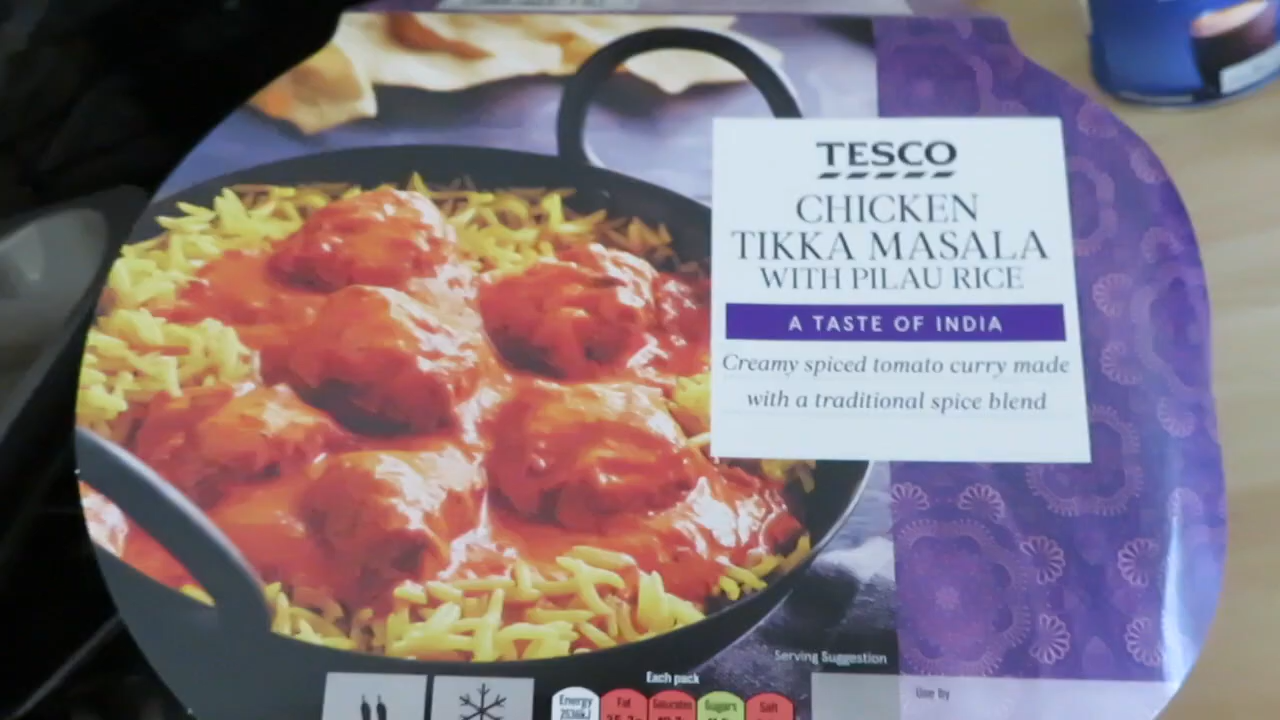 TESCO
CHICKEN
TIKKA MASALA
WITH PILAU RICE
A TASTE OF INDIA
Creamy spiced tomato curry made
with a traditional spice blend
Serving Suggestion
Each pack
Use By
Energy Fat Saturates Sugars Salt